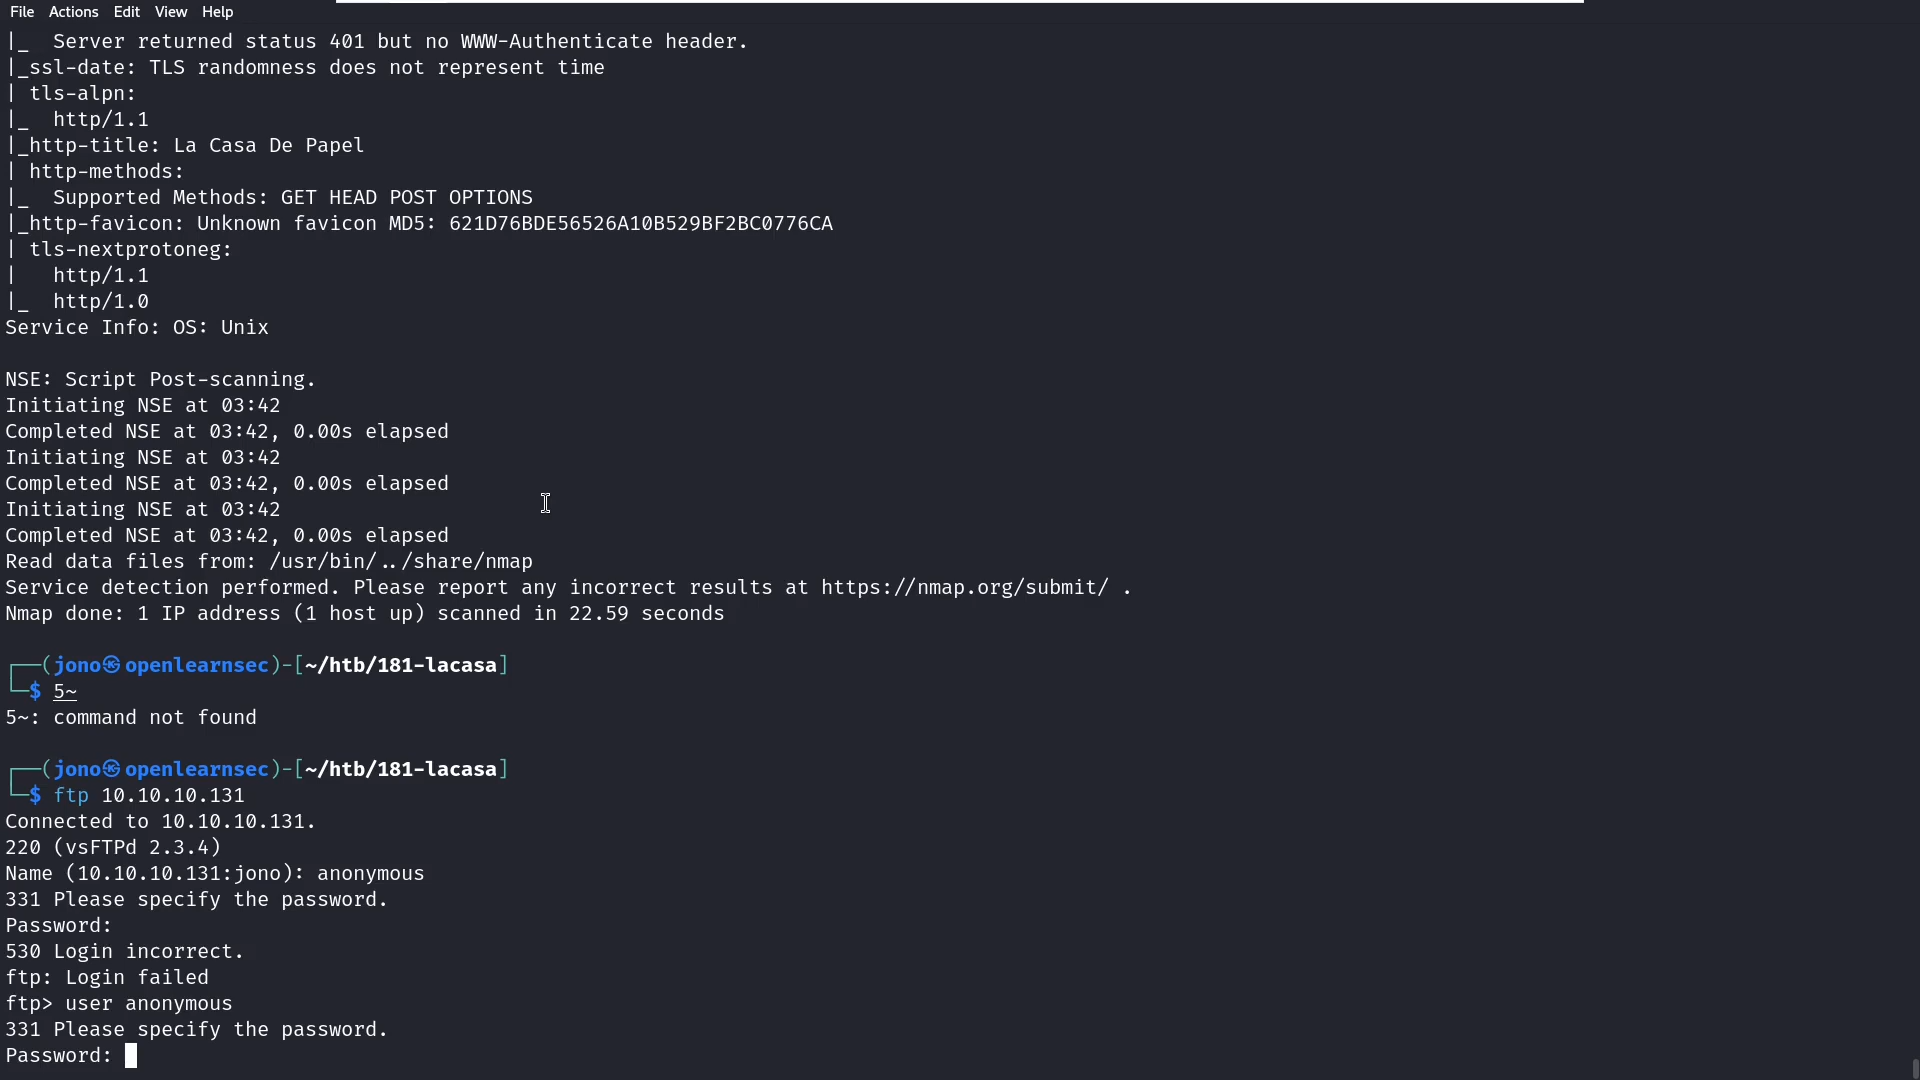 File Actions Edit View Help
|_  Server returned status 401 but no WWW-Authenticate header.
|_ssl-date: TLS randomness does not represent time
| tls-alpn:
|_  http/1.1
|_http-title: La Casa De Papel
| http-methods:
|_  Supported Methods: GET HEAD POST OPTIONS
|_http-favicon: Unknown favicon MD5: 621D76BDE56526A10B529BF2BC0776CA
| tls-nextprotoneg:
|   http/1.1
|_  http/1.0
Service Info: OS: Unix
NSE: Script Post-scanning.
Initiating NSE at 03:42
Completed NSE at 03:42, 0.00s elapsed
Initiating NSE at 03:42
Completed NSE at 03:42, 0.00s elapsed
Initiating NSE at 03:42
Completed NSE at 03:42, 0.00s elapsed
Read data files from: /usr/bin/../share/nmap
Service detection performed. Please report any incorrect results at https://nmap.org/submit/ .
Nmap done: 1 IP address (1 host up) scanned in 22.59 seconds
┌──(jono㉿openlearnsec)-[~/htb/181-lacasa]
└─$ 5~
5~: command not found
┌──(jono㉿openlearnsec)-[~/htb/181-lacasa]
└─$ ftp 10.10.10.131
Connected to 10.10.10.131.
220 (vsFTPd 2.3.4)
Name (10.10.10.131:jono): anonymous
331 Please specify the password.
Password:
530 Login incorrect.
ftp: Login failed
ftp> user anonymous
331 Please specify the password.
Password: